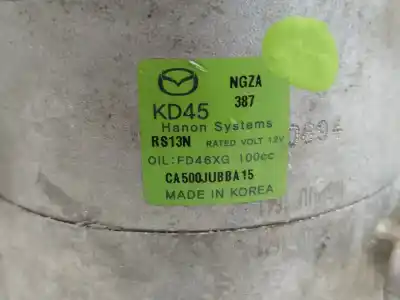 NGZA
387
KD45
Hanon Systems
RS13N RATED VOLT 12V
OIL:FD46XG 100cc
CA500JUBBA15
MADE IN KOREA